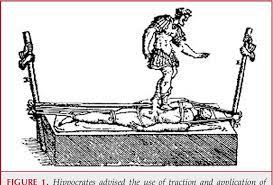 FIGURE 1. Hippocrates advised the use of traction and application of